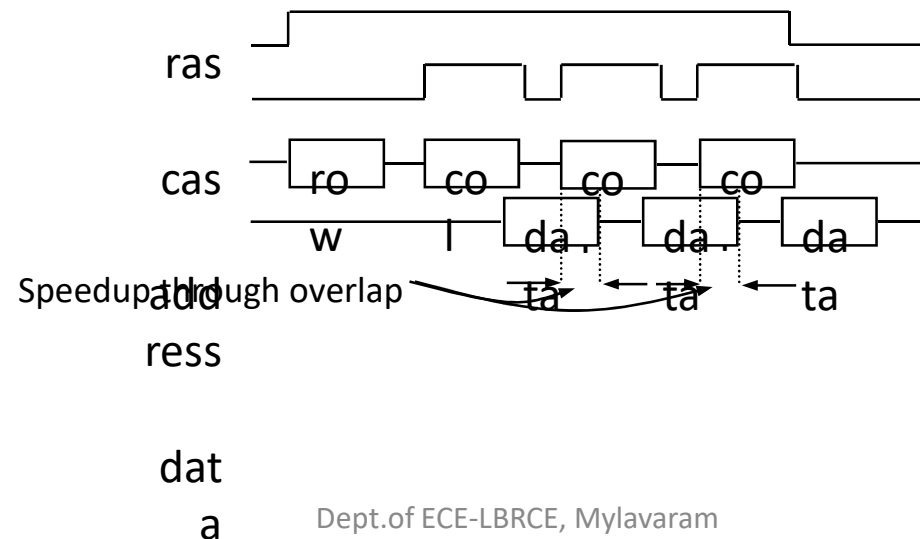 ras
cas
ro co co co
w l da l da l da
Speedup through overlap
add ta ta ta
ress
dat
a
Dept.of ECE-LBRCE, Mylavaram